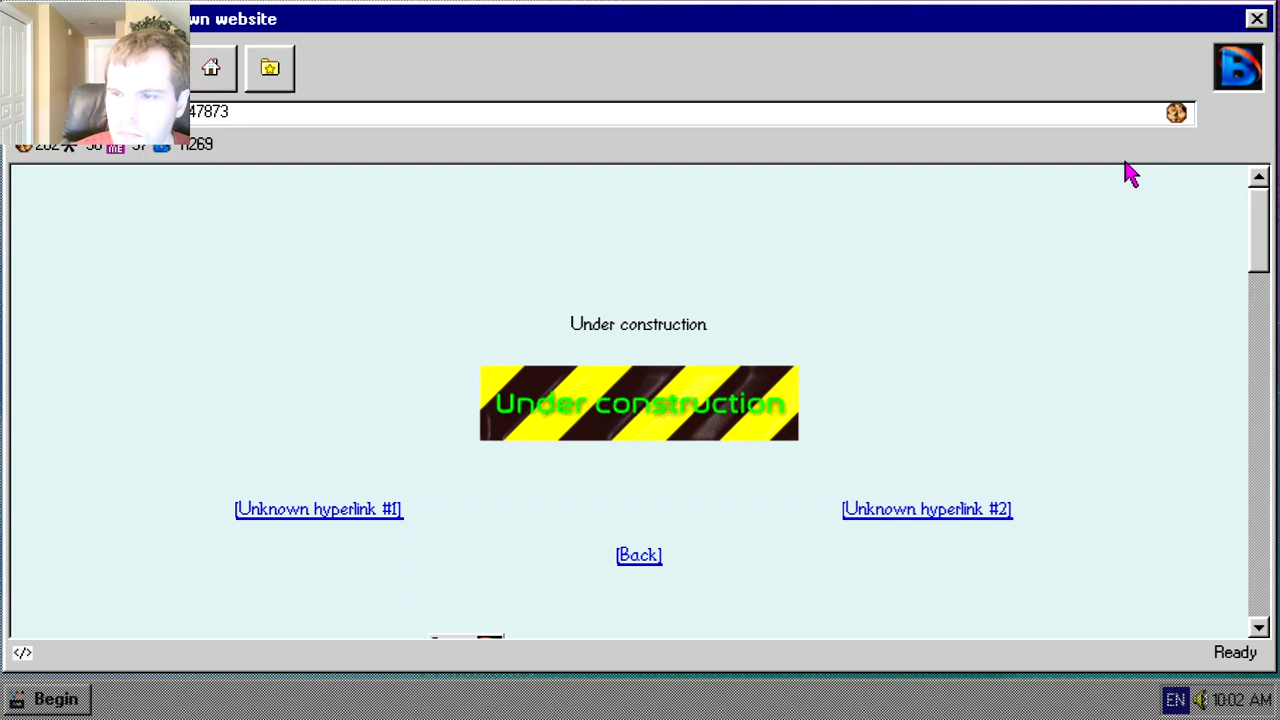 wn website
47873
269
Under construction
Under construction
[Unknown hyperlink #1]
[Unknown hyperlink #2]
[Back]
</>
Ready
Begin
EN
10:02 AM